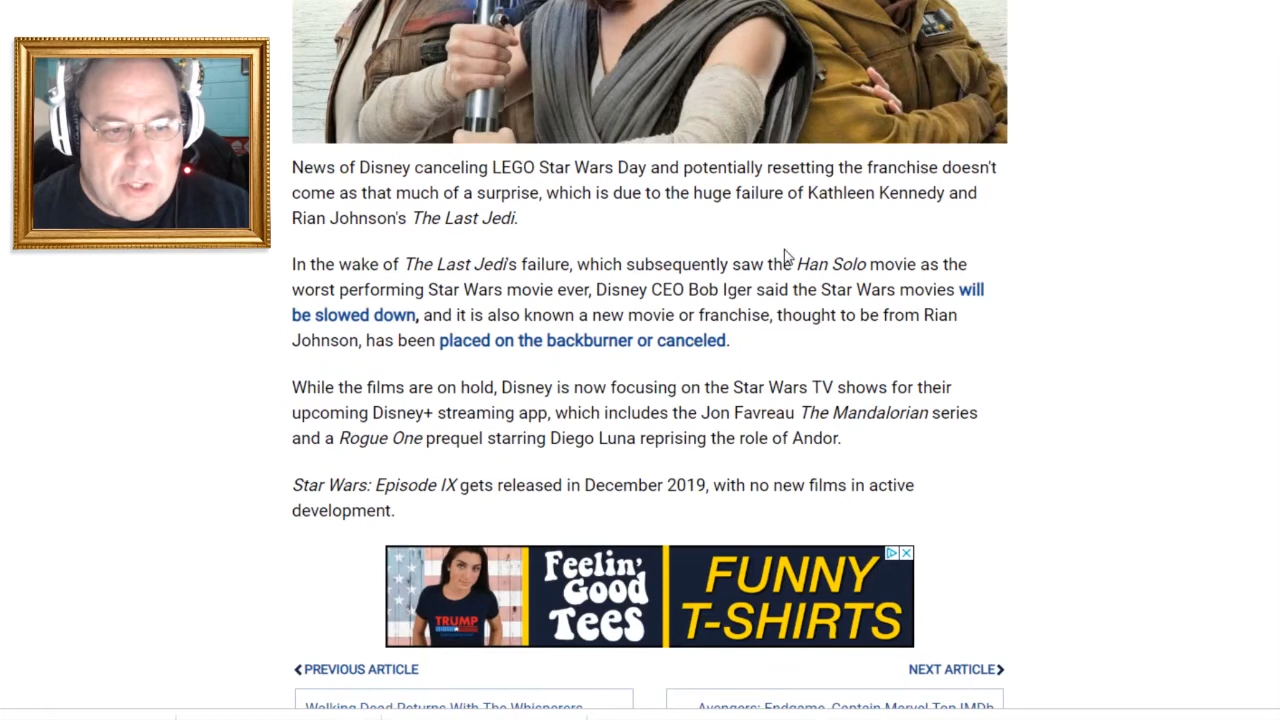 News of Disney canceling LEGO Star Wars Day and potentially resetting the franchise doesn't
come as that much of a surprise, which is due to the huge failure of Kathleen Kennedy and
Rian Johnson's The Last Jedi.
In the wake of The Last Jedi's failure, which subsequently saw the Han Solo movie as the
worst performing Star Wars movie ever, Disney CEO Bob Iger said the Star Wars movies will
be slowed down, and it is also known a new movie or franchise, thought to be from Rian
Johnson, has been placed on the backburner or canceled.
While the films are on hold, Disney is now focusing on the Star Wars TV shows for their
upcoming Disney+ streaming app, which includes the Jon Favreau The Mandalorian series
and a Rogue One prequel starring Diego Luna reprising the role of Andor.
Star Wars: Episode IX gets released in December 2019, with no new films in active
development.
TRUMP
Feelin'
Good
Tees
FUNNY
T-SHIRTS
PREVIOUS ARTICLE
NEXT ARTICLE
Walking Dead Returns With The Whisperers
Avengers: Endgame, Captain Marvel Top IMDb